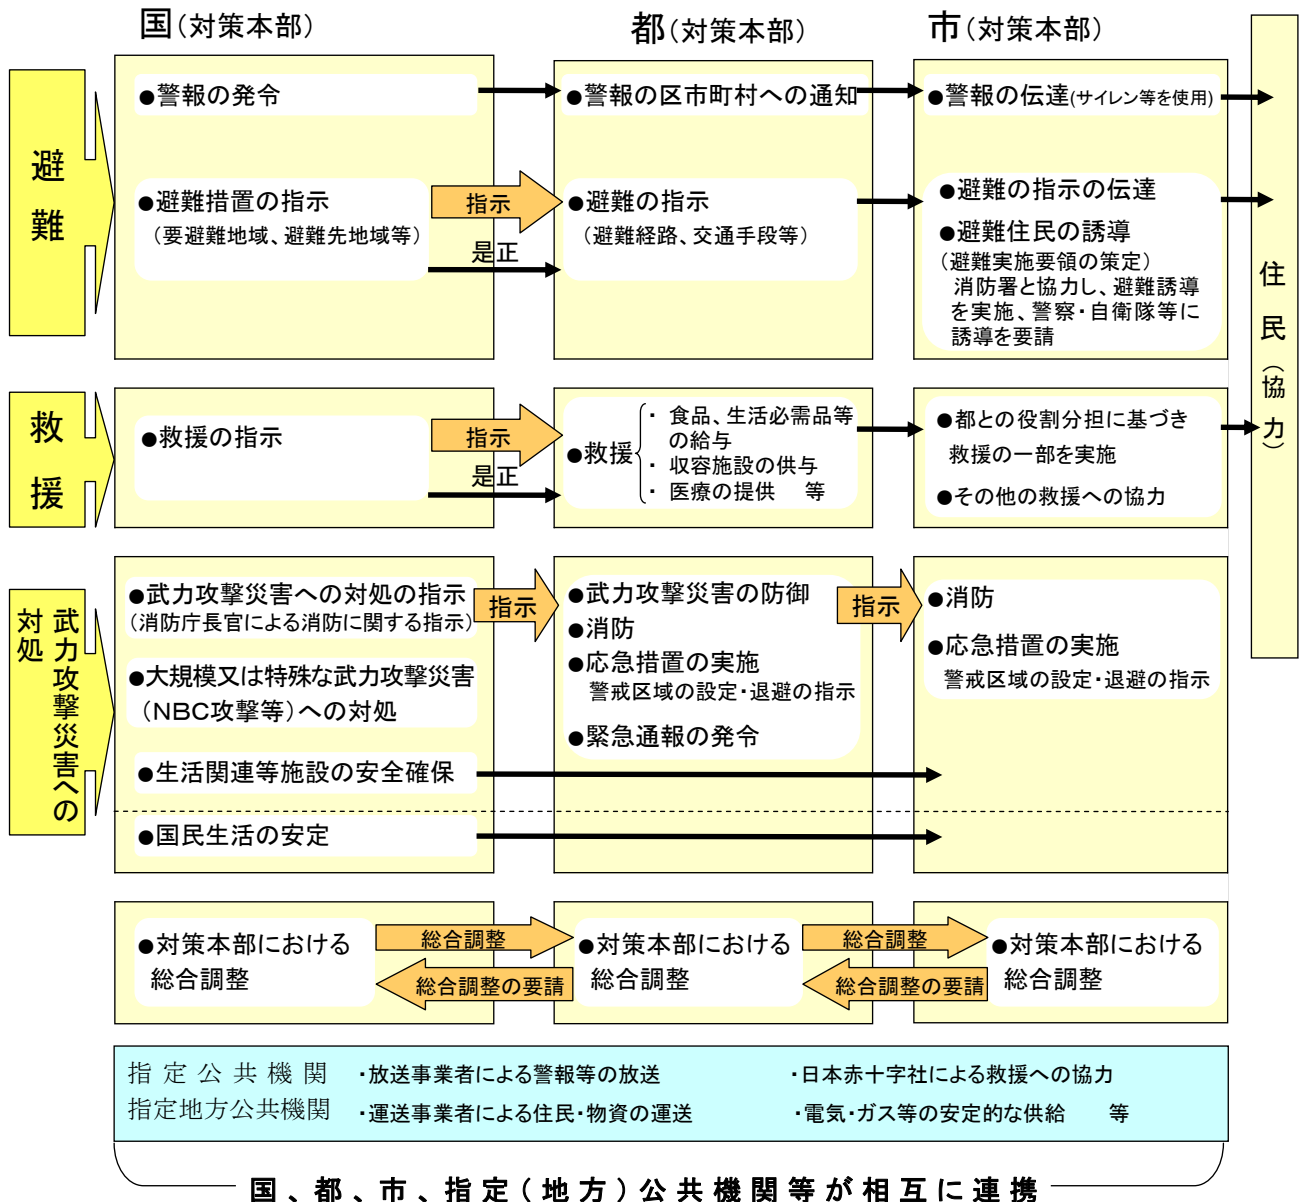 国(対策本部)
都(対策本部)
市(対策本部)
避難
●警報の発令
●警報の区市町村への通知
●警報の伝達(サイレン等を使用)
●避難措置の指示
(要避難地域、避難先地域等)
指示
是正
●避難の指示
(避難経路、交通手段等)
●避難の指示の伝達
●避難住民の誘導
(避難実施要領の策定)
消防署と協力し、避難誘導
を実施、警察・自衛隊等に
誘導を要請
住民(協力)
救援
●救援の指示
指示
是正
●救援
・ 食品、生活必需品等
の給与
・ 収容施設の供与
・ 医療の提供 等
●都との役割分担に基づき
救援の一部を実施
●その他の救援への協力
武力攻撃災害への
対処
●武力攻撃災害への対処の指示
(消防庁長官による消防に関する指示)
●大規模又は特殊な武力攻撃災害
(NBC攻撃等)への対処
●生活関連等施設の安全確保
●国民生活の安定
指示
●武力攻撃災害の防御
●消防
●応急措置の実施
警戒区域の設定・退避の指示
●緊急通報の発令
指示
●消防
●応急措置の実施
警戒区域の設定・退避の指示
●対策本部における
総合調整
総合調整
総合調整の要請
●対策本部における
総合調整
総合調整
総合調整の要請
●対策本部における
総合調整
指定公共機関
・放送事業者による警報等の放送
・日本赤十字社による救援への協力
指定地方公共機関
・運送事業者による住民・物資の運送
・電気・ガス等の安定的な供給 等
国、都、市、指定(地方)公共機関等が相互に連携